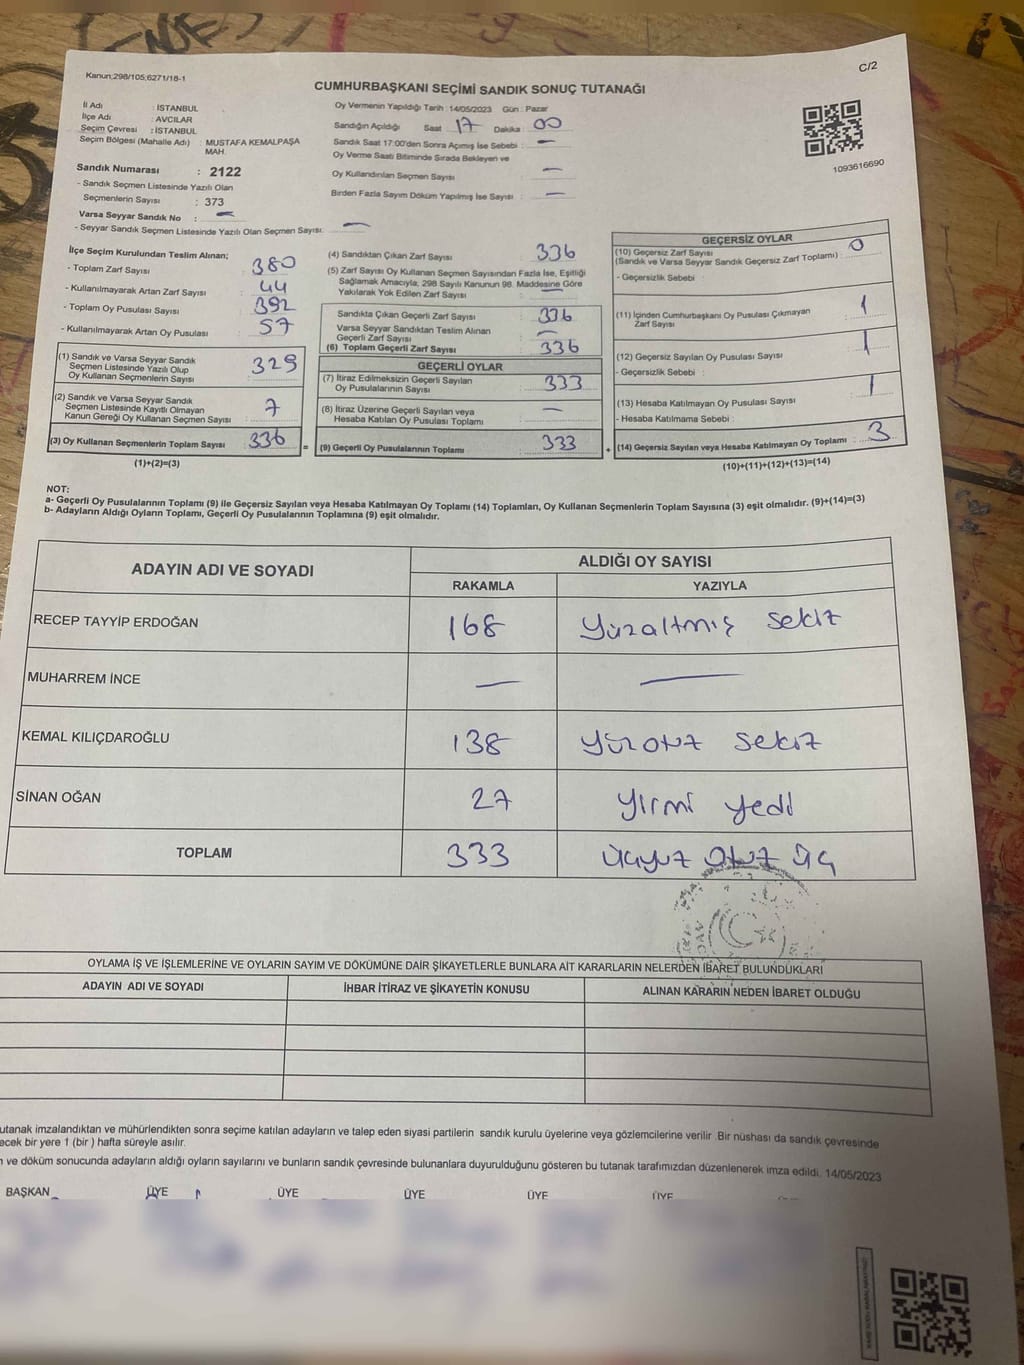 Kanun;298/105,6271/18-1
C/2
CUMHURBAŞKANI SEÇİMİ SANDIK SONUÇ TUTANAĞI
İl Adı : İSTANBUL
İlçe Adı : AVCILAR
Seçim Çevresi : İSTANBUL
Seçim Bölgesi (Mahalle Adı) : MUSTAFA KEMALPAŞA
MAH.
Sandık Numarası : 2122
- Sandık Seçmen Listesinde Yazılı Olan
Seçmenlerin Sayısı : 373
Varsa Seyyar Sandık No : —
- Seyyar Sandık Seçmen Listesinde Yazılı Olan Seçmen Sayısı: —
Oy Vermenin Yapıldığı Tarih : 14/05/2023 Gün : Pazar
Sandığın Açıldığı Saat : 17 Dakika : 00
Sandık Saat 17:00'den Sonra Açımış İse Sebebi : —
Oy Verme Saati Bitiminde Sırada Bekleyen ve
Oy Kullandırılan Seçmen Sayısı : —
Birden Fazla Sayım Döküm Yapılmış İse Sayısı : —
1093616690
İlçe Seçim Kurulundan Teslim Alınan;
- Toplam Zarf Sayısı 380
- Kullanılmayarak Artan Zarf Sayısı 44
- Toplam Oy Pusulası Sayısı 392
- Kullanılmayarak Artan Oy Pusulası 57
(1) Sandık ve Varsa Seyyar Sandık
Seçmen Listesinde Yazılı Olup
Oy Kullanan Seçmenlerin Sayısı 329
(2) Sandık ve Varsa Seyyar Sandık
Seçmen Listesinde Kayıtlı Olmayan
Kanun Gereği Oy Kullanan Seçmen Sayısı 7
(3) Oy Kullanan Seçmenlerin Toplam Sayısı 336 =
(1)+(2)=(3)
(4) Sandıktan Çıkan Zarf Sayısı 336
(5) Zarf Sayısı Oy Kullanan Seçmen Sayısından Fazla İse, Eşitliği
Sağlamak Amacıyla, 298 Sayılı Kanunun 98. Maddesine Göre
Yakılarak Yok Edilen Zarf Sayısı —
Sandıkta Çıkan Geçerli Zarf Sayısı 336
Varsa Seyyar Sandıktan Teslim Alınan
Geçerli Zarf Sayısı —
(6) Toplam Geçerli Zarf Sayısı 336
GEÇERLİ OYLAR
(7) İtiraz Edilmeksizin Geçerli Sayılan
Oy Pusulalarının Sayısı 333
(8) İtiraz Üzerine Geçerli Sayılan veya
Hesaba Katılan Oy Pusulası Toplamı —
(9) Geçerli Oy Pusulalarının Toplamı 333 +
GEÇERSİZ OYLAR
(10) Geçersiz Zarf Sayısı 0
(Sandık ve Varsa Seyyar Sandık Geçersiz Zarf Toplamı) :
- Geçersizlik Sebebi :
(11) İçinden Cumhurbaşkanı Oy Pusulası Çıkmayan
Zarf Sayısı 1
(12) Geçersiz Sayılan Oy Pusulası Sayısı 1
- Geçersizlik Sebebi :
(13) Hesaba Katılmayan Oy Pusulası Sayısı 1
- Hesaba Katılmama Sebebi :
(14) Geçersiz Sayılan veya Hesaba Katılmayan Oy Toplamı : 3
(10)+(11)+(12)+(13)=(14)
NOT:
a- Geçerli Oy Pusulalarının Toplamı (9) ile Geçersiz Sayılan veya Hesaba Katılmayan Oy Toplamı (14) Toplamları, Oy Kullanan Seçmenlerin Toplam Sayısına (3) eşit olmalıdır. (9)+(14)=(3)
b- Adayların Aldığı Oyların Toplamı, Geçerli Oy Pusulalarının Toplamına (9) eşit olmalıdır.
ADAYIN ADI VE SOYADI
ALDIĞI OY SAYISI
RAKAMLA YAZIYLA
RECEP TAYYİP ERDOĞAN 168 Yüzaltmış sekiz
MUHARREM İNCE — —
KEMAL KILIÇDAROĞLU 138 Yüzotuz sekiz
SİNAN OĞAN 27 Yirmi yedi
TOPLAM 333 Üçyüz otuz üç
OYLAMA İŞ VE İŞLEMLERİNE VE OYLARIN SAYIM VE DÖKÜMÜNE DAİR ŞİKAYETLERLE BUNLARA AİT KARARLARIN NELERDEN İBARET BULUNDUKLARI
ADAYIN ADI VE SOYADI İHBAR İTİRAZ VE ŞİKAYETİN KONUSU ALINAN KARARIN NEDEN İBARET OLDUĞU
utanak imzalandıktan ve mühürlendikten sonra seçime katılan adayların ve talep eden siyasi partilerin sandık kurulu üyelerine veya gözlemcilerine verilir .Bir nüshası da sandık çevresinde
ecek bir yere 1 (bir ) hafta süreyle asılır.
ve döküm sonucunda adayların aldığı oyların sayılarını ve bunların sandık çevresinde bulunanlara duyurulduğunu gösteren bu tutanak tarafımızdan düzenlenerek imza edildi. 14/05/2023
BAŞKAN ÜYE ÜYE ÜYE ÜYE ÜYE